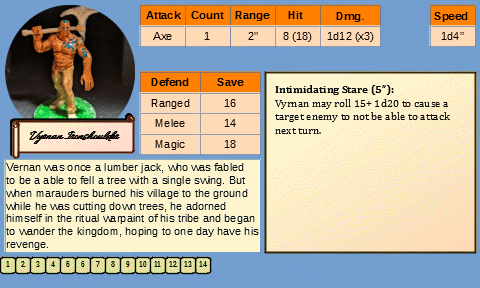 Attack Count Range Hit Dmg.
Axe 1 2” 8 (18) 1d12 (x3)
Speed
1d4”
Defend Save
Ranged 16
Melee 14
Magic 18
Intimidating Stare (5”):
Vyrnan may roll 15+ 1d20 to cause a
target enemy to not be able to attack
next turn.
Vyrnan
Vernan was once a lumber jack, who was fabled
to be a able to fell a tree with a single swing. But
when marauders burned his village to the ground
while he was cutting down trees, he adorned
himself in the ritual warpaint of his tribe and began
to wander the kingdom, hoping to one day have his
revenge.
1 2 3 4 5 6 7 8 9 10 11 12 13 14